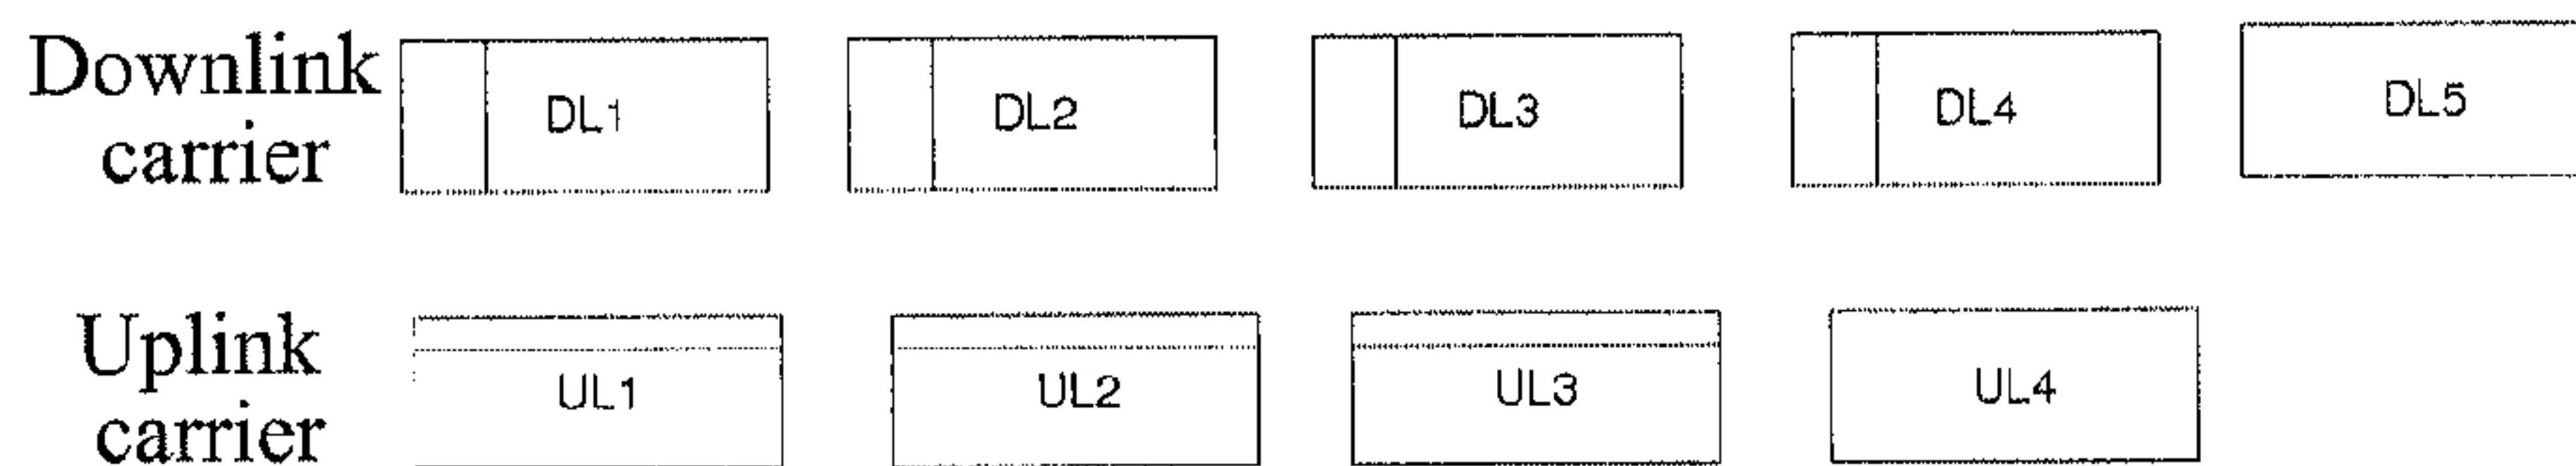 Downlink
carrier
DL1 DL2 DL3 DL4 DL5
Uplink
carrier
UL1 UL2 UL3 UL4